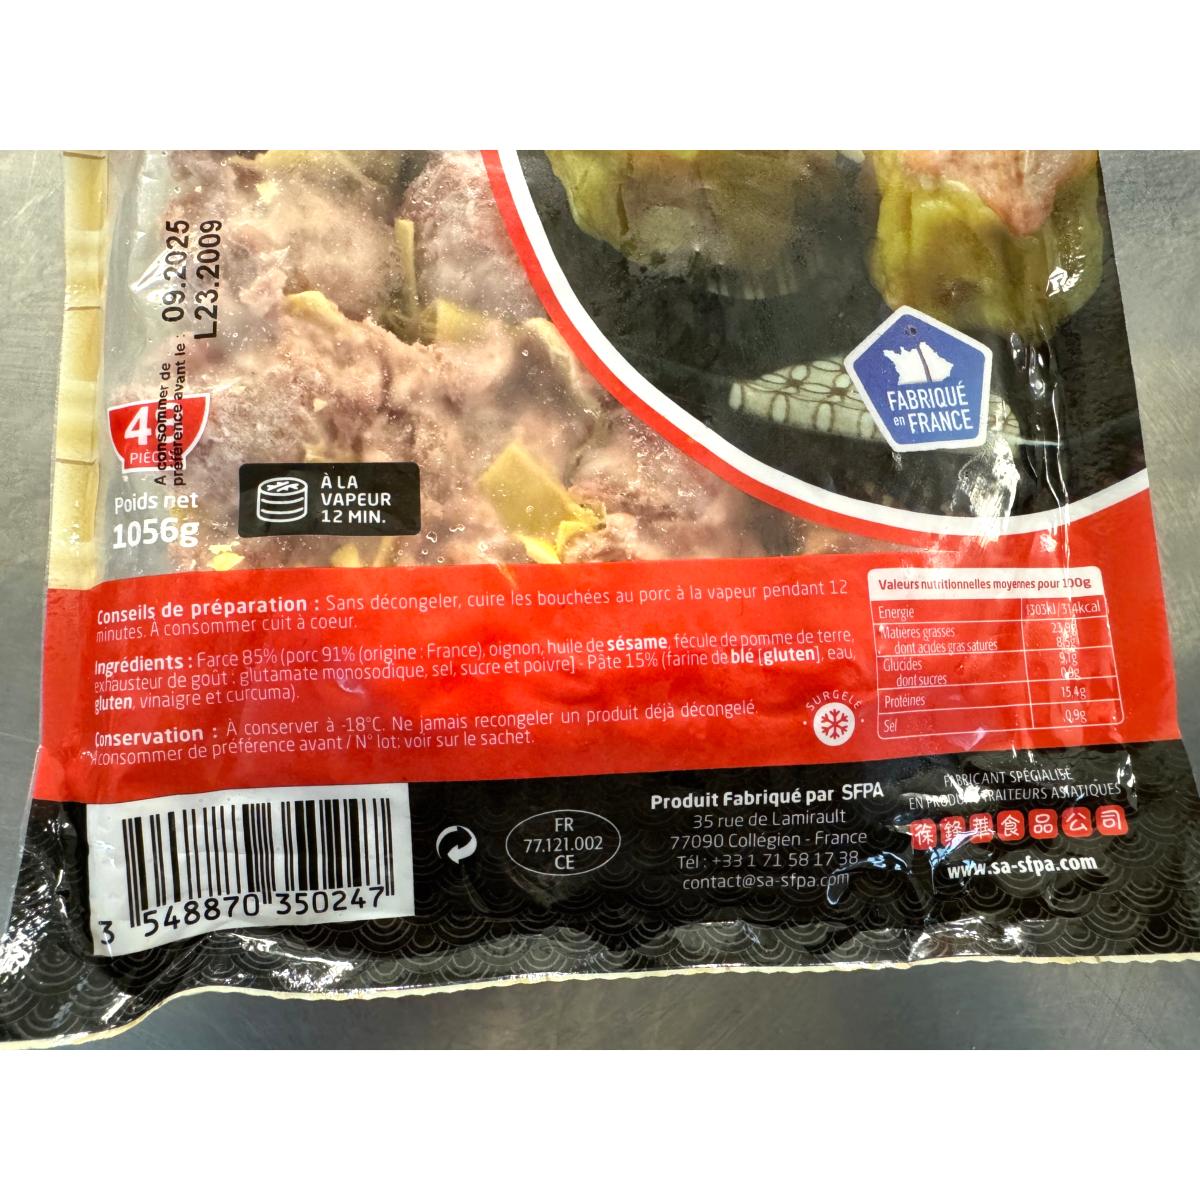 A consommer de
préférence avant le :
09.2025
L23.2009
4
Poids net
1056g
À LA
VAPEUR
12 MIN.
FABRIQUÉ
en FRANCE
Conseils de préparation : Sans décongeler, cuire les bouchées au porc à la vapeur pendant 12
minutes. À consommer cuit à coeur.
Ingrédients : Farce 85% (porc 91% (origine : France), oignon, huile de sésame, fécule de pomme de terre,
exhausteur de goût : glutamate monosodique, sel, sucre et poivre] - Pâte 15% (farine de blé [gluten], eau,
gluten, vinaigre et curcuma).
Conservation : À conserver à -18°C. Ne jamais recongeler un produit déjà décongelé.
A consommer de préférence avant / N° lot: voir sur le sachet.
SURGELÉ
Valeurs nutritionnelles moyennes pour 100g
Energie 1303kJ/314kcal
Matières grasses
dont acides gras saturés
Glucides
dont sucres
Protéines 15,4g
Sel 0,9g
3 548870 350247
FR
77.121.002
CE
Produit Fabriqué par SFPA
35 rue de Lamirault
77090 Collégien - France
Tél : +33 1 71 58 17 38
contact@sa-sfpa.com
FABRICANT SPÉCIALISÉ
EN PRODUITS TRAITEURS ASIATIQUES
華食品公司
www.sa-sfpa.com